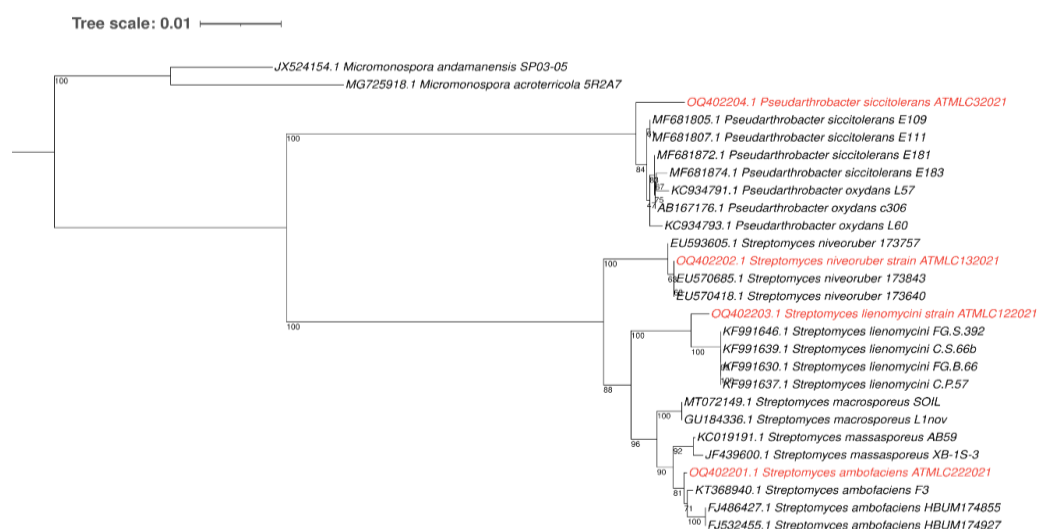 Tree scale: 0.01
JX524154.1 Micromonospora andamanensis SP03-05
100
MG725918.1 Micromonospora acroterricola 5R2A7
OQ402204.1 Pseudarthrobacter siccitolerans ATMLC32021
MF681805.1 Pseudarthrobacter siccitolerans E109
100
MF681807.1 Pseudarthrobacter siccitolerans E111
MF681872.1 Pseudarthrobacter siccitolerans E181
84
MF681874.1 Pseudarthrobacter siccitolerans E183
KC934791.1 Pseudarthrobacter oxydans L57
AB167176.1 Pseudarthrobacter oxydans c306
KC934793.1 Pseudarthrobacter oxydans L60
EU593605.1 Streptomyces niveoruber 173757
100
OQ402202.1 Streptomyces niveoruber strain ATMLC132021
EU570685.1 Streptomyces niveoruber 173843
EU570418.1 Streptomyces niveoruber 173640
OQ402203.1 Streptomyces lienomycini strain ATMLC122021
100
KF991646.1 Streptomyces lienomycini FG.S.392
100
KF991639.1 Streptomyces lienomycini C.S.66b
100
KF991630.1 Streptomyces lienomycini FG.B.66
KF991637.1 Streptomyces lienomycini C.P.57
88
MT072149.1 Streptomyces macrosporeus SOIL
100
GU184336.1 Streptomyces macrosporeus L1nov
KC019191.1 Streptomyces massasporeus AB59
96
92
JF439600.1 Streptomyces massasporeus XB-1S-3
90
OQ402201.1 Streptomyces ambofaciens ATMLC222021
81
KT368940.1 Streptomyces ambofaciens F3
71
FJ486427.1 Streptomyces ambofaciens HBUM174855
100
FJ532455.1 Streptomyces ambofaciens HBUM174927